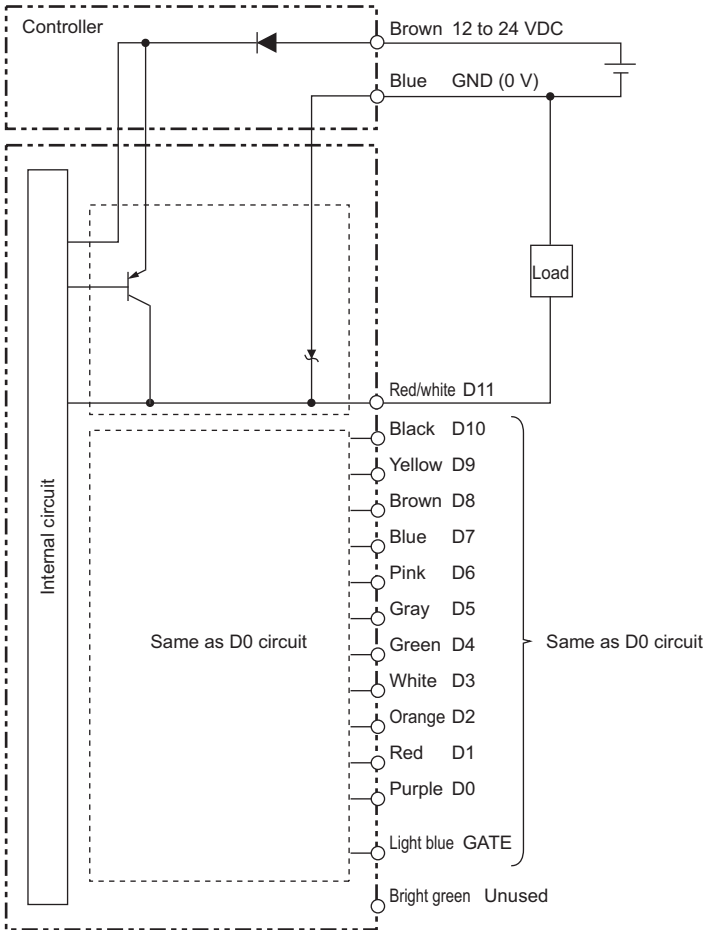 Controller
Brown 12 to 24 VDC
Blue GND (0 V)
Load
Red/white D11
Black D10
Yellow D9
Brown D8
Blue D7
Pink D6
Gray D5
Green D4
White D3
Orange D2
Red D1
Purple D0
Light blue GATE
Bright green Unused
Internal circuit
Same as D0 circuit
Same as D0 circuit